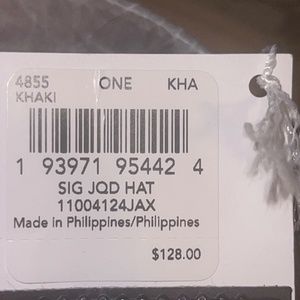 4855 ONE KHA
KHAKI
1 93971 95442 4
SIG JQD HAT
11004124JAX
Made in Philippines/Philippines
$128.00